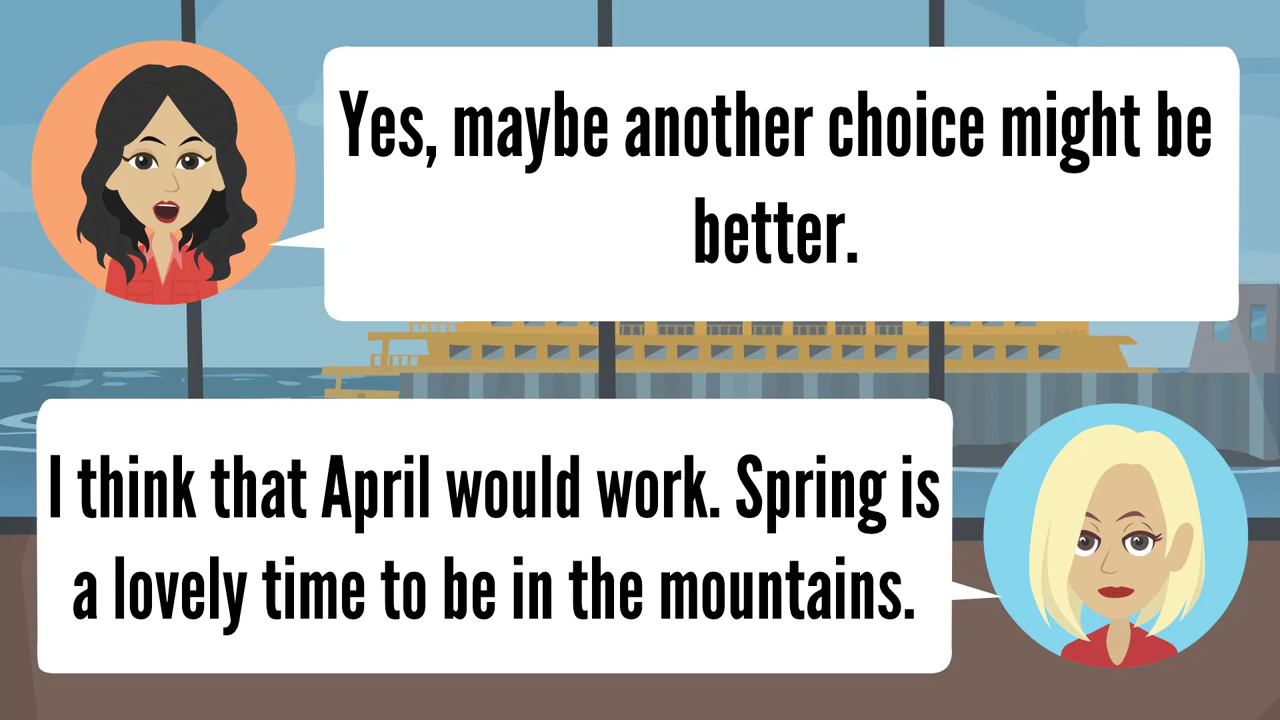 Yes, maybe another choice might be
better.
I think that April would work. Spring is
a lovely time to be in the mountains.